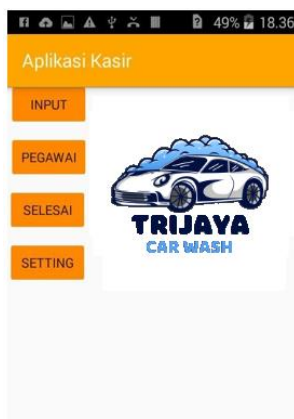 49% 18.36
Aplikasi Kasir
INPUT
PEGAWAI
SELESAI
SETTING
TRIJAYA
CAR WASH